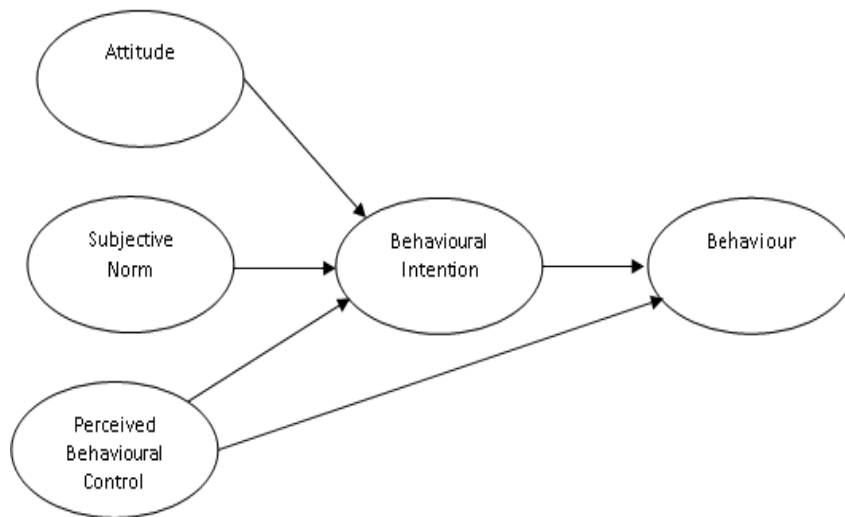 Attitude
Subjective
Norm
Behavioural
Intention
Behaviour
Perceived
Behavioural
Control